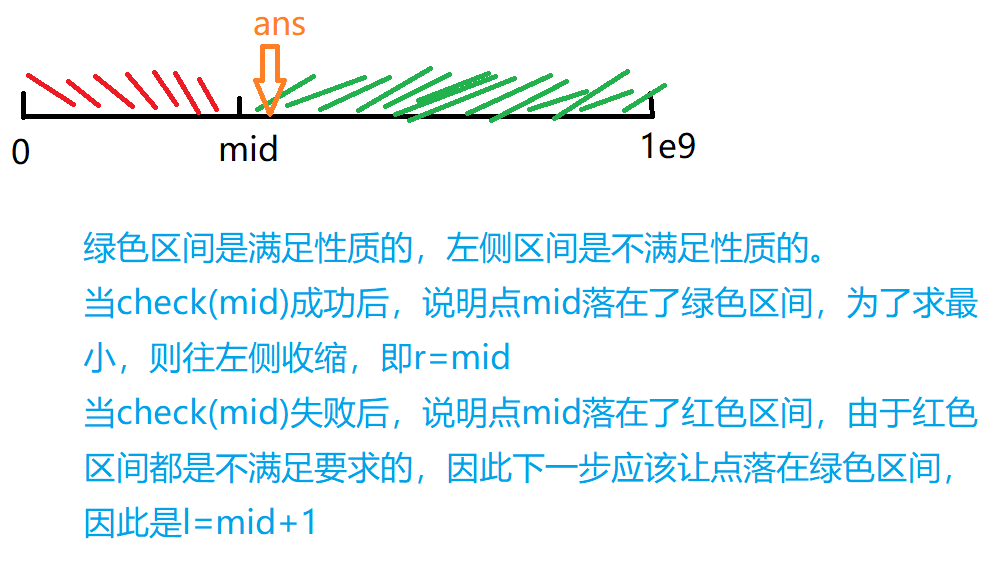 ans
0
mid
1e9
绿色区间是满足性质的，左侧区间是不满足性质的。
当check(mid)成功后，说明点mid落在了绿色区间，为了求最
小，则往左侧收缩，即r=mid
当check(mid)失败后，说明点mid落在了红色区间，由于红色
区间都是不满足要求的，因此下一步应该让点落在绿色区间，
因此是l=mid+1